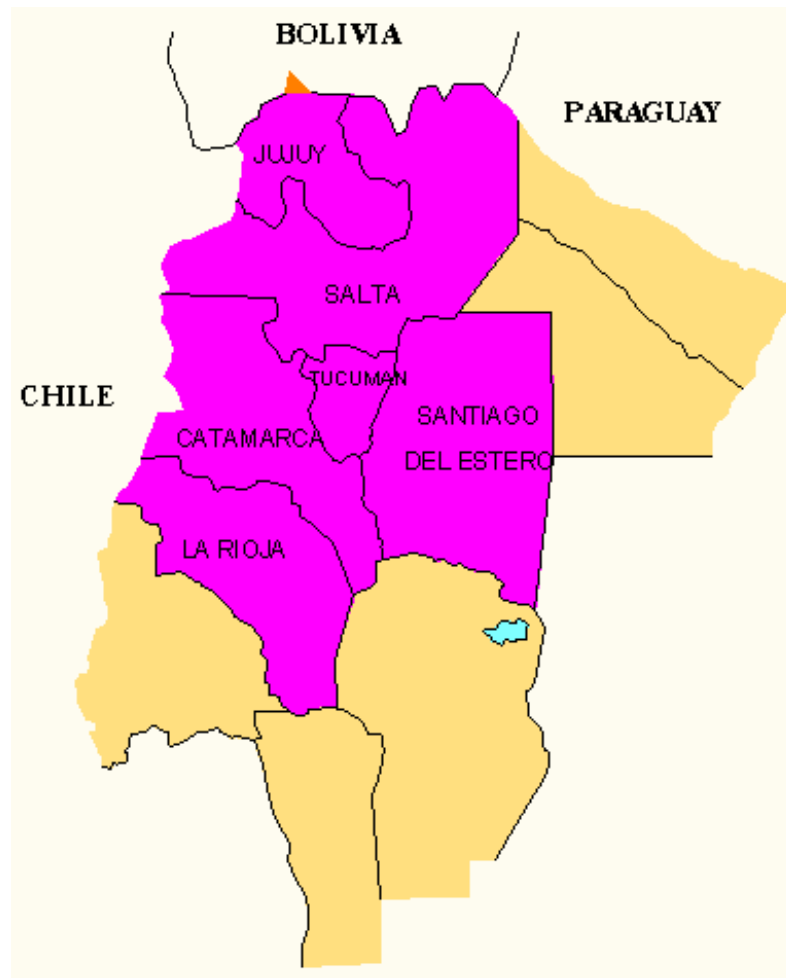 BOLIVIA
PARAGUAY
JUJUY
SALTA
TUCUMAN
CHILE
SANTIAGO
CATAMARCA
DEL ESTERO
LA RIOJA